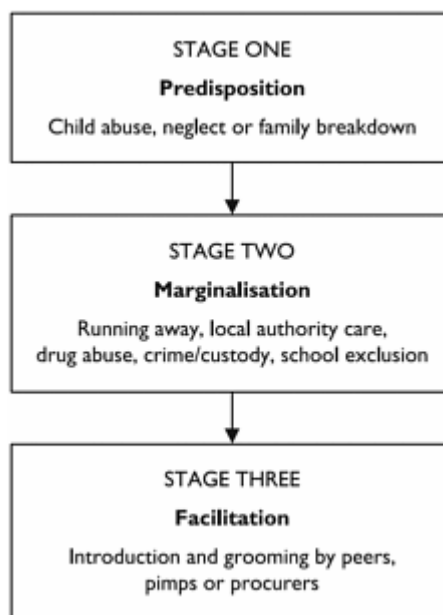 STAGE ONE
Predisposition
Child abuse, neglect or family breakdown
STAGE TWO
Marginalisation
Running away, local authority care,
drug abuse, crime/custody, school exclusion
STAGE THREE
Facilitation
Introduction and grooming by peers,
pimps or procurers